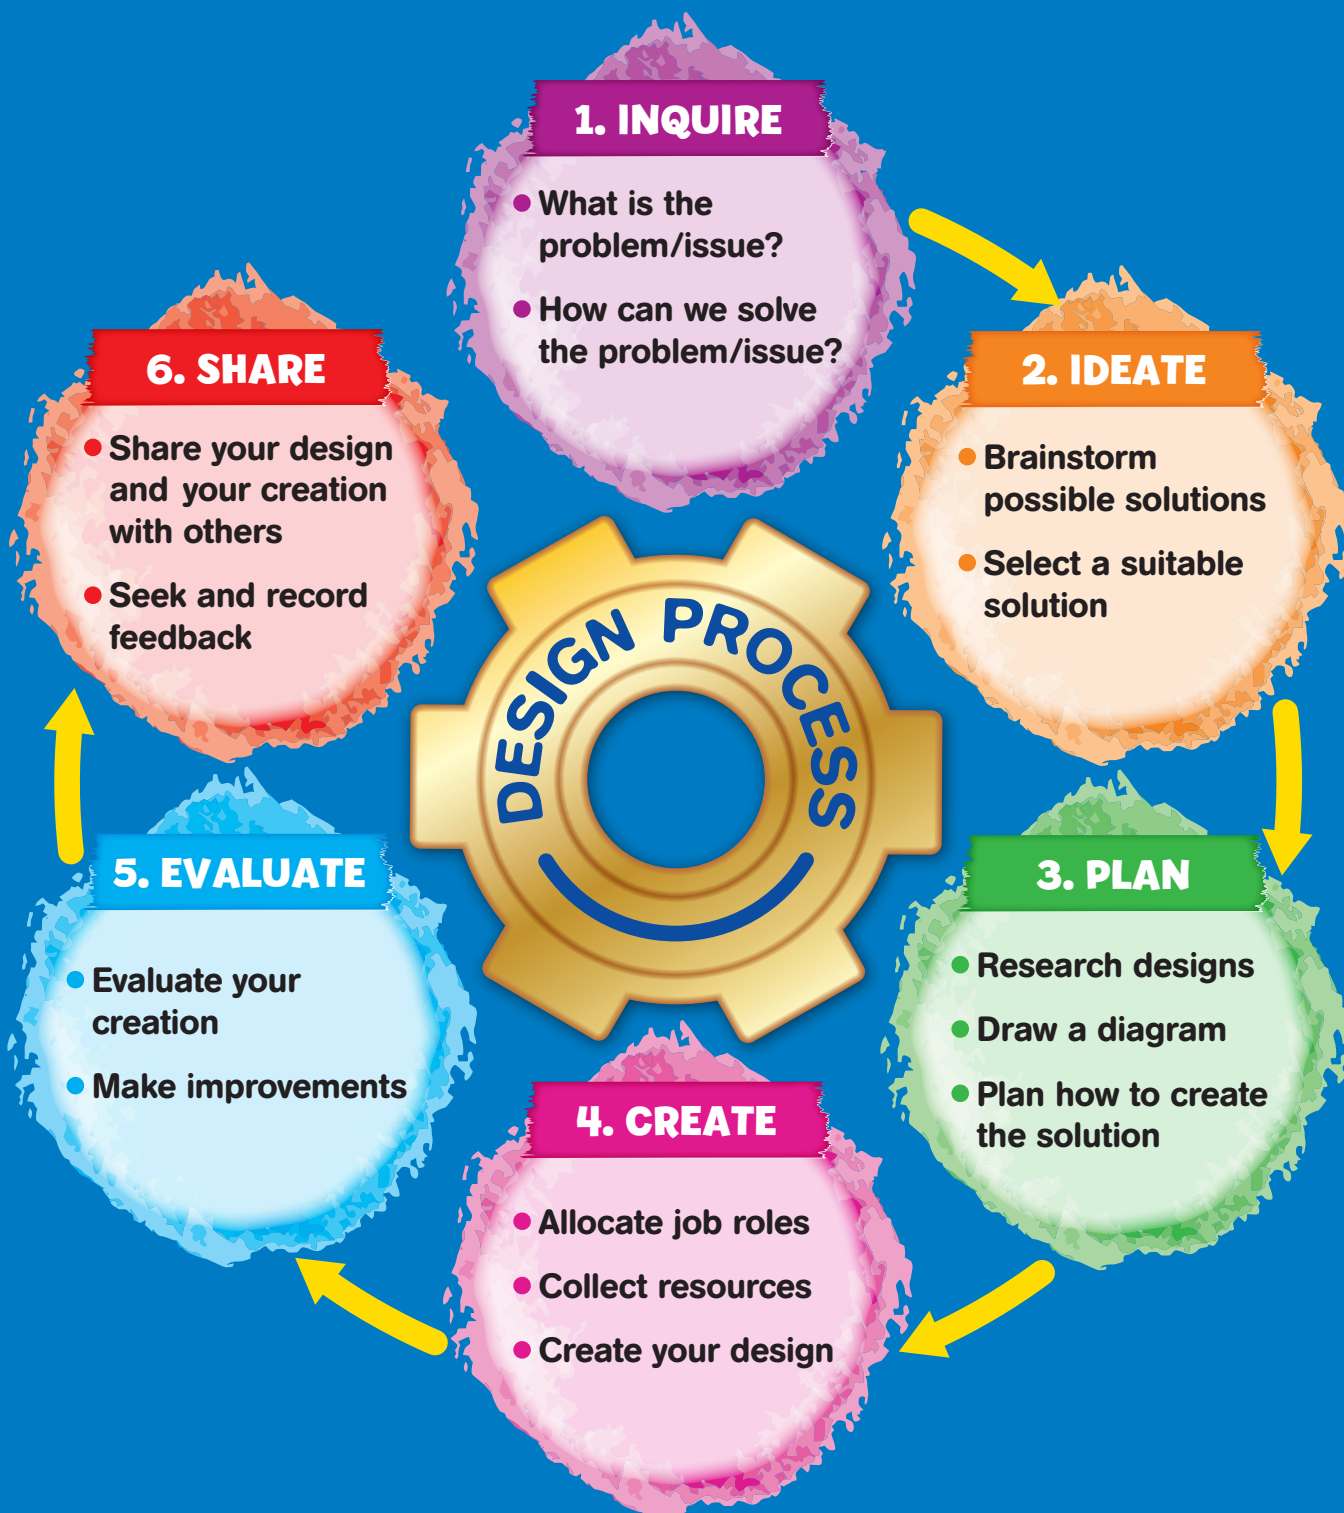 1. INQUIRE
What is the
problem/issue?
How can we solve
the problem/issue?
2. IDEATE
Brainstorm
possible solutions
Select a suitable
solution
3. PLAN
Research designs
Draw a diagram
Plan how to create
the solution
4. CREATE
Allocate job roles
Collect resources
Create your design
5. EVALUATE
Evaluate your
creation
Make improvements
6. SHARE
Share your design
and your creation
with others
Seek and record
feedback
DESIGN PROCESS